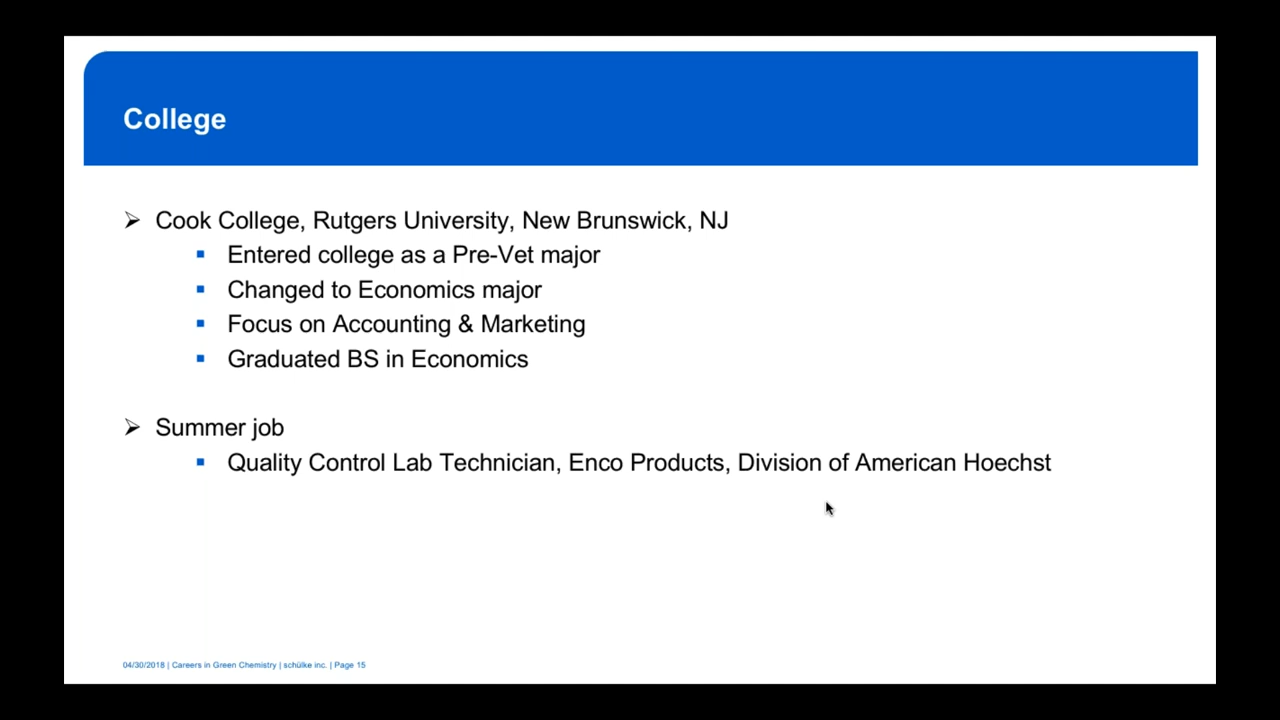 College
Cook College, Rutgers University, New Brunswick, NJ
Entered college as a Pre-Vet major
Changed to Economics major
Focus on Accounting & Marketing
Graduated BS in Economics
Summer job
Quality Control Lab Technician, Enco Products, Division of American Hoechst
04/30/2018 | Careers in Green Chemistry | schülke inc. | Page 15